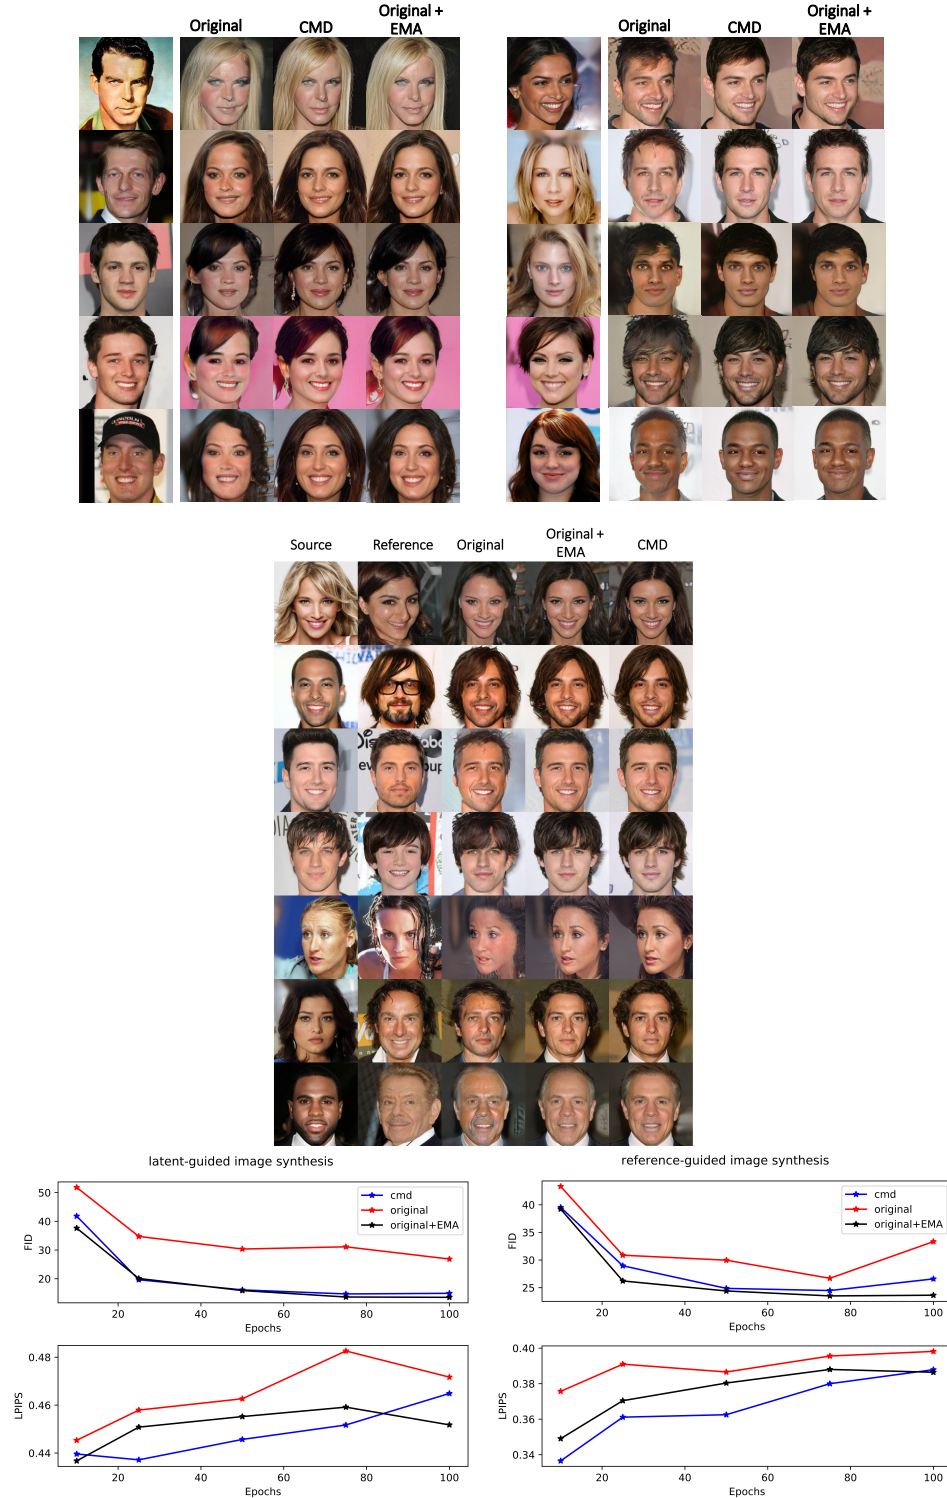 Original CMD Original + EMA
Original CMD Original + EMA
Source Reference Original Original + EMA CMD
latent-guided image synthesis
50
40
30
20
FID
cmd
original
original+EMA
20 40 60 80 100
Epochs
0.48
0.46
0.44
LPIPS
20 40 60 80 100
Epochs
reference-guided image synthesis
40
35
30
25
FID
cmd
original
original+EMA
20 40 60 80 100
Epochs
0.40
0.38
0.36
0.34
LPIPS
20 40 60 80 100
Epochs